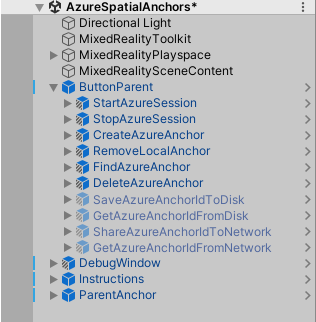 AzureSpatialAnchors*
Directional Light
MixedRealityToolkit
MixedRealityPlayspace
MixedRealitySceneContent
ButtonParent
StartAzureSession
StopAzureSession
CreateAzureAnchor
RemoveLocalAnchor
FindAzureAnchor
DeleteAzureAnchor
SaveAzureAnchorIdToDisk
GetAzureAnchorIdFromDisk
ShareAzureAnchorIdToNetwork
GetAzureAnchorIdFromNetwork
DebugWindow
Instructions
ParentAnchor